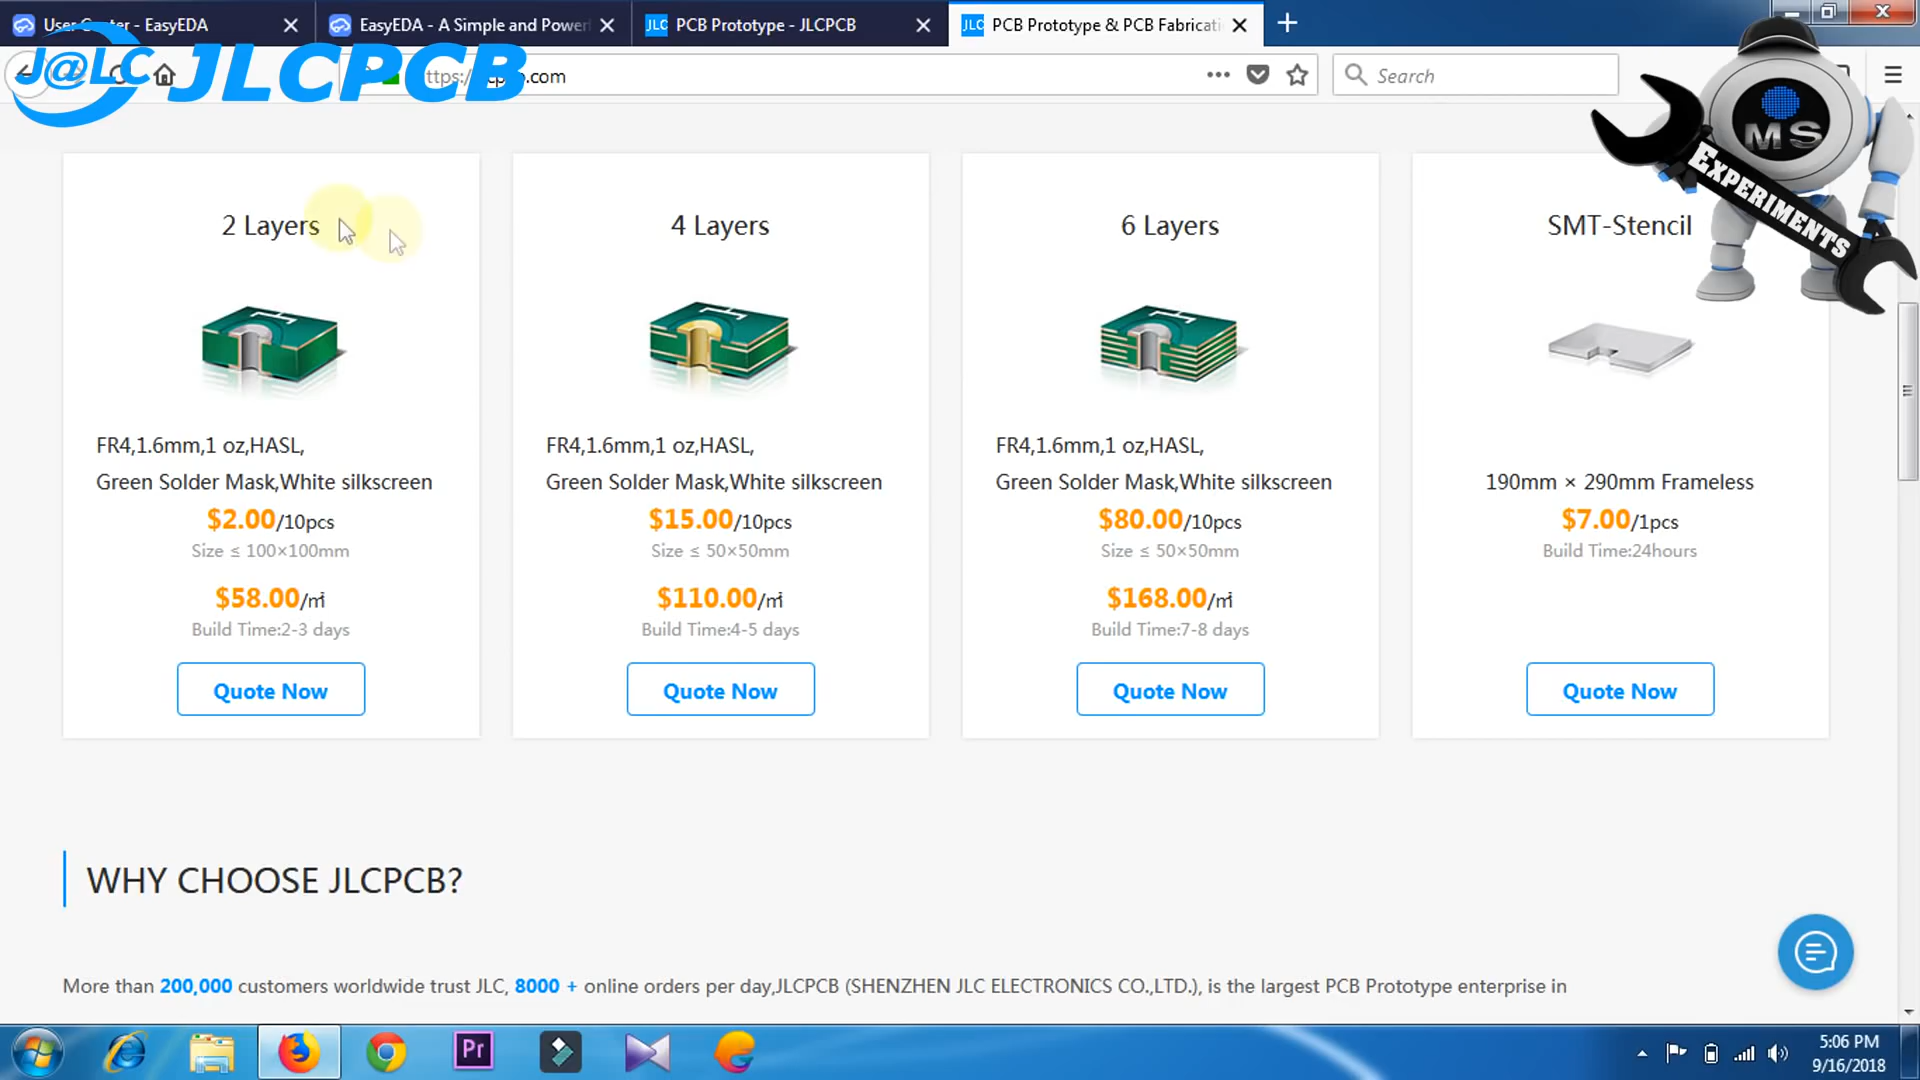 User Center - EasyEDA
EasyEDA - A Simple and Power
JLC PCB Prototype - JLCPCB
JLC PCB Prototype & PCB Fabricati
J@LC JLCPCB
.com
Search
MS
EXPERIMENTS
2 Layers
FR4,1.6mm,1 oz,HASL,
Green Solder Mask,White silkscreen
$2.00/10pcs
Size ≤ 100×100mm
$58.00/㎡
Build Time:2-3 days
Quote Now
4 Layers
FR4,1.6mm,1 oz,HASL,
Green Solder Mask,White silkscreen
$15.00/10pcs
Size ≤ 50×50mm
$110.00/㎡
Build Time:4-5 days
Quote Now
6 Layers
FR4,1.6mm,1 oz,HASL,
Green Solder Mask,White silkscreen
$80.00/10pcs
Size ≤ 50×50mm
$168.00/㎡
Build Time:7-8 days
Quote Now
SMT-Stencil
190mm × 290mm Frameless
$7.00/1pcs
Build Time:24hours
Quote Now
WHY CHOOSE JLCPCB?
More than 200,000 customers worldwide trust JLC, 8000 + online orders per day,JLCPCB (SHENZHEN JLC ELECTRONICS CO.,LTD.), is the largest PCB Prototype enterprise in
Pr
5:06 PM
9/16/2018